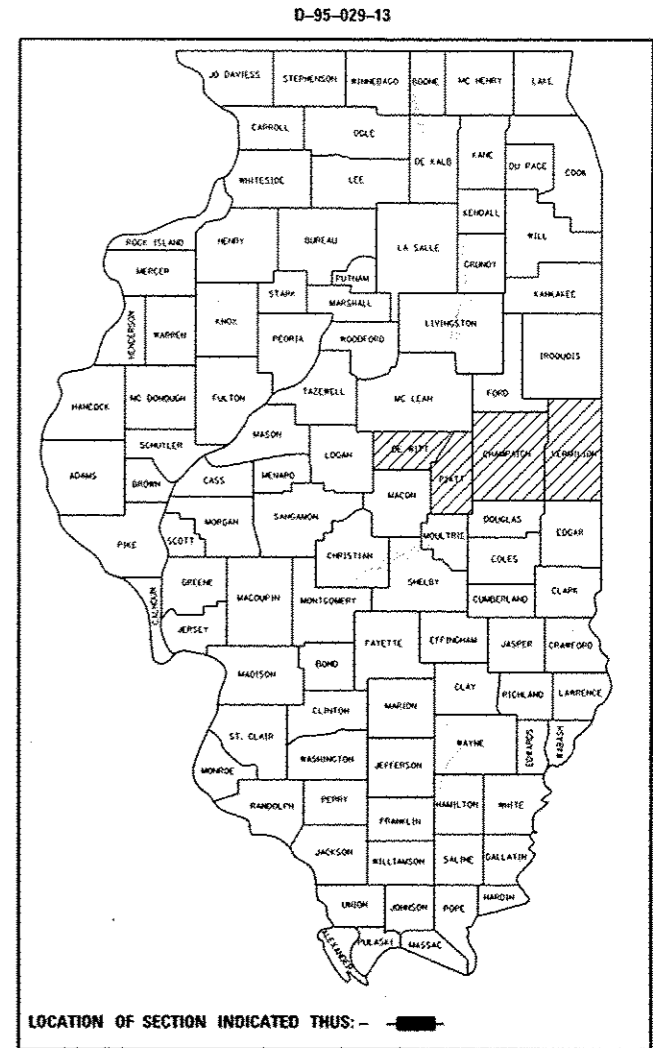 D-95-029-13
JO DAVIESS STEPHENSON WINNEBAGO BOONE MC HENRY LAKE
CARROLL OGLE DE KALB KANE DU PAGE COOK
WHITESIDE LEE
KENDALL WILL
ROCK ISLAND HENRY BUREAU LA SALLE GRUNDY
MERCER PUTNAM KANKAKEE
STARK MARSHALL
HENDERSON WARREN KNOX PEORIA WOODFORD LIVINGSTON IROQUOIS
HANCOCK MC DONOUGH FULTON TAZEWELL MC LEAN FORD
SCHUYLER MASON LOGAN DE WITT CHAMPAIGN VERMILION
ADAMS BROWN CASS MENARD PIATT
MACON
PIKE SCOTT MORGAN SANGAMON MOULTRIE DOUGLAS EDGAR
CHRISTIAN COLES
CALHOUN GREENE MACOUPIN MONTGOMERY SHELBY CUMBERLAND CLARK
JERSEY FAYETTE EFFINGHAM JASPER CRAWFORD
MADISON BOND CLAY RICHLAND LAWRENCE
CLINTON MARION
ST. CLAIR WAYNE EDWARDS WABASH
MONROE WASHINGTON JEFFERSON
RANDOLPH PERRY HAMILTON WHITE
FRANKLIN
JACKSON WILLIAMSON SALINE GALLATIN
UNION JOHNSON POPE HARDIN
ALEXANDER PULASKI MASSAC
LOCATION OF SECTION INDICATED THUS: -